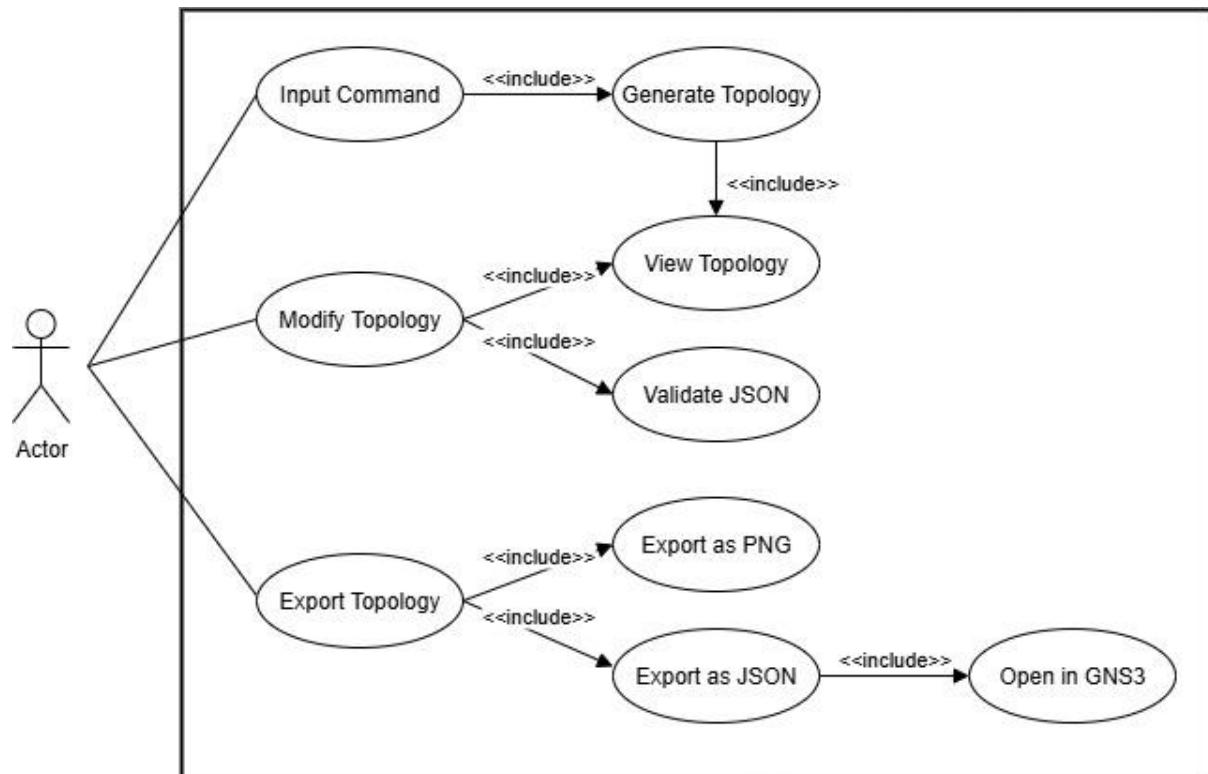 Input Command
<<include>>
Generate Topology
<<include>>
View Topology
<<include>>
Modify Topology
<<include>>
Validate JSON
Actor
Export as PNG
<<include>>
Export Topology
<<include>>
Export as JSON
<<include>>
Open in GNS3